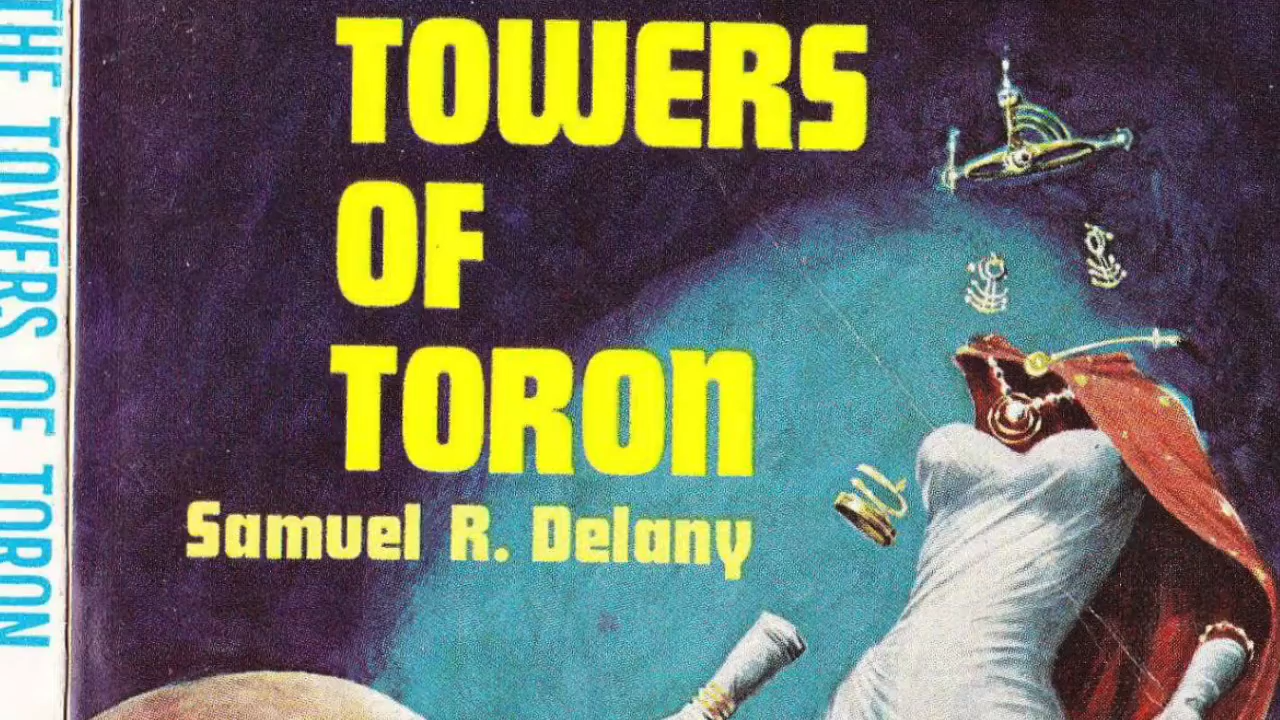 THE TOWERS OF TORON
TOWERS
OF
TORON
Samuel R. Delany